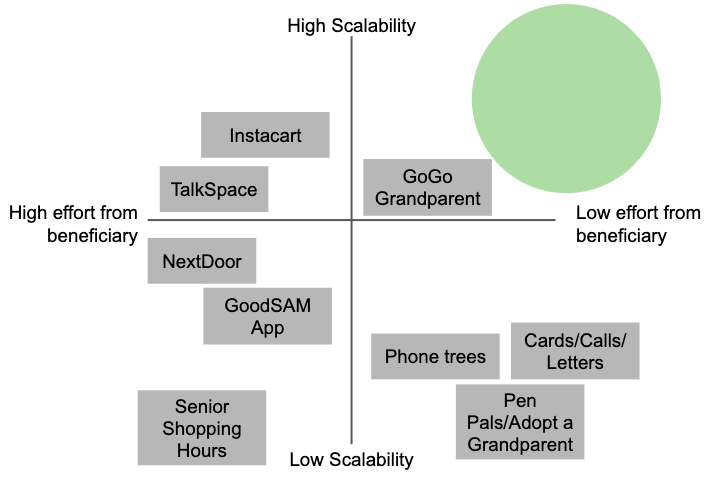 High Scalability
Instacart
TalkSpace
GoGo
Grandparent
High effort from
beneficiary
Low effort from
beneficiary
NextDoor
GoodSAM
App
Phone trees
Cards/Calls/
Letters
Senior
Shopping
Hours
Pen
Pals/Adopt a
Grandparent
Low Scalability